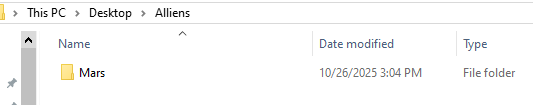 This PC > Desktop > Alliens
Name Date modified Type
Mars 10/26/2025 3:04 PM File folder